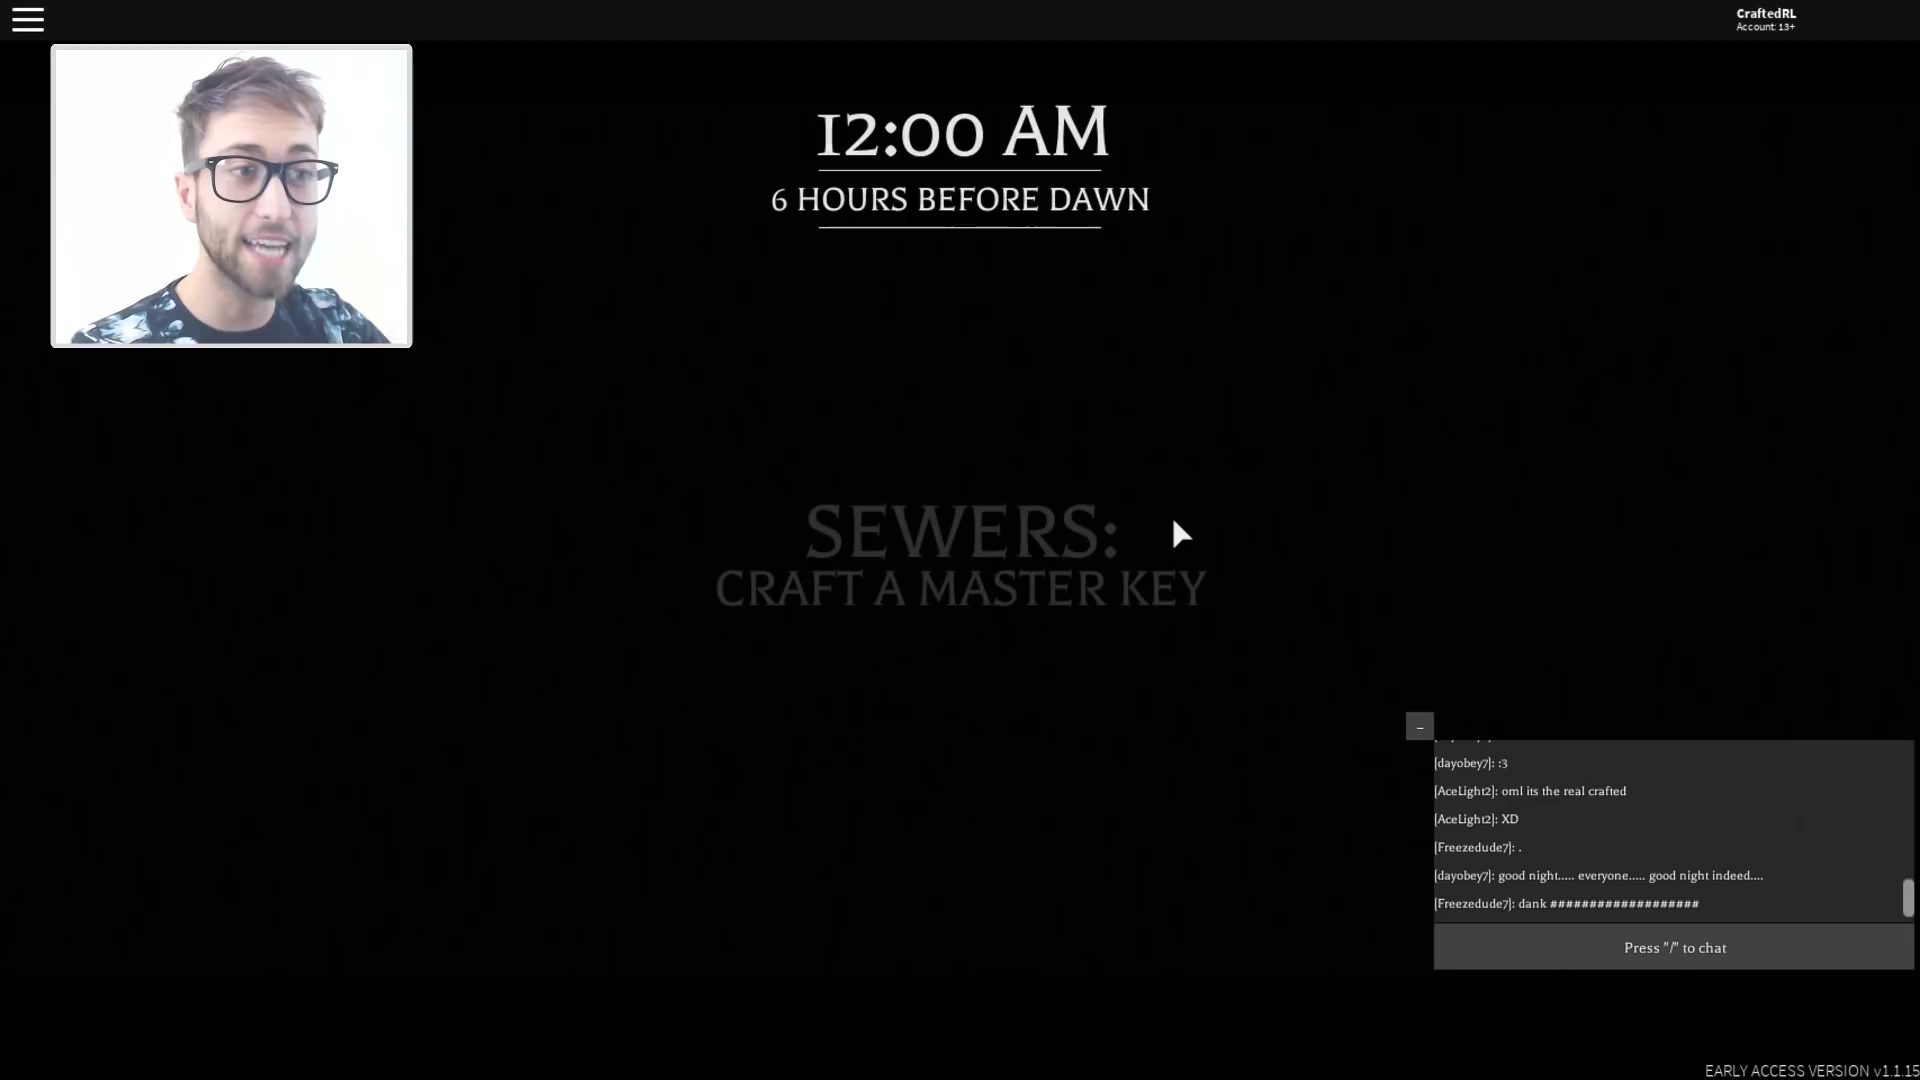 CraftedRL
Account: 13+
12:00 AM
6 HOURS BEFORE DAWN
SEWERS:
CRAFT A MASTER KEY
[dayobey7]: :3
[AceLight2]: oml its the real crafted
[AceLight2]: XD
[Freezedude7]: .
[dayobey7]: good night..... everyone..... good night indeed....
[Freezedude7]: dank ###################
Press "/" to chat
EARLY ACCESS VERSION v1.1.15